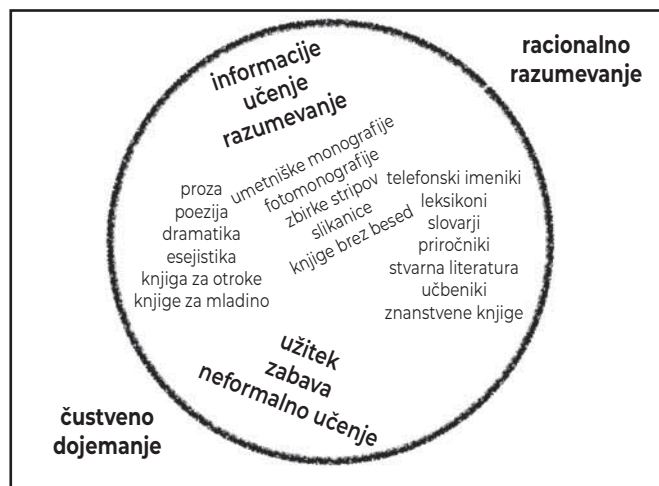 racionalno
razumevanje
informacije
učenje
razumevanje
proza
poezija
dramatika
esejistika
knjiga za otroke
knjige za mladino
umetniške monografije
fotomonografije
zbirke stripov
slikanice
knjige brez besed
telefonski imeniki
leksikoni
slovarji
priročniki
stvarna literatura
učbeniki
znanstvene knjige
užitek
zabava
neformalno učenje
čustveno
dojemanje